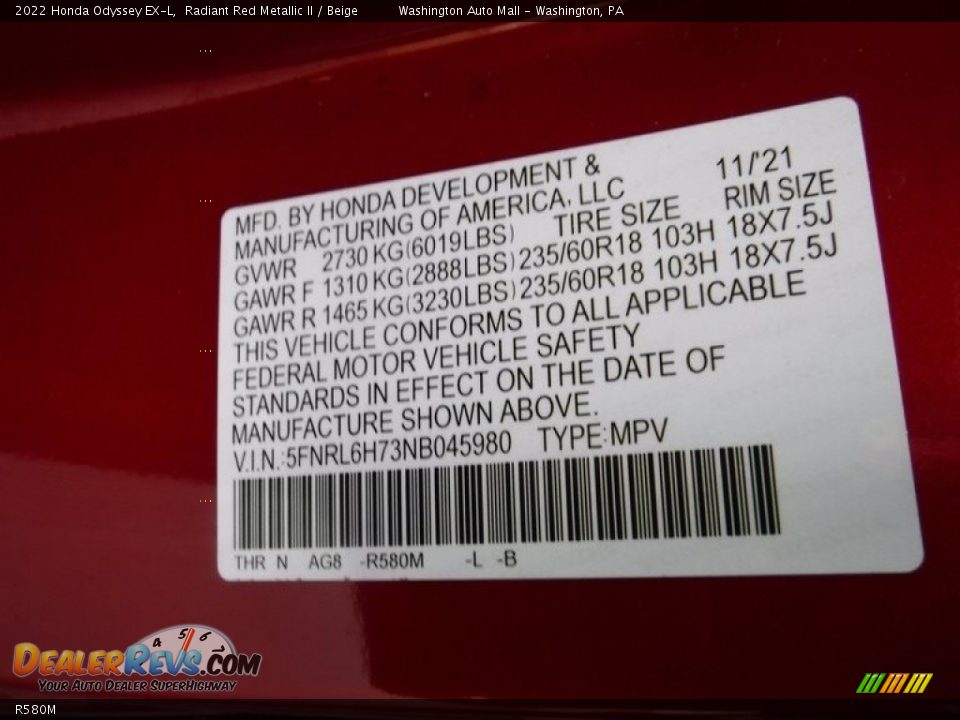 2022 Honda Odyssey EX-L, Radiant Red Metallic II / Beige Washington Auto Mall - Washington, PA
MFD. BY HONDA DEVELOPMENT & 11/'21
MANUFACTURING OF AMERICA, LLC RIM SIZE
GVWR 2730 KG(6019LBS) TIRE SIZE
GAWR F 1310 KG(2888LBS) 235/60R18 103H 18X7.5J
GAWR R 1465 KG(3230LBS) 235/60R18 103H 18X7.5J
THIS VEHICLE CONFORMS TO ALL APPLICABLE
FEDERAL MOTOR VEHICLE SAFETY
STANDARDS IN EFFECT ON THE DATE OF
MANUFACTURE SHOWN ABOVE.
V.I.N.:5FNRL6H73NB045980 TYPE:MPV
THR N AG8 -R580M -L -B
4 5 6
DEALERREVS.COM
YOUR AUTO DEALER SUPERHIGHWAY
R580M